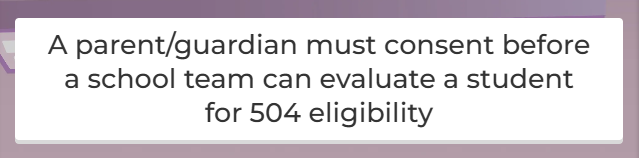 A parent/guardian must consent before
a school team can evaluate a student
for 504 eligibility